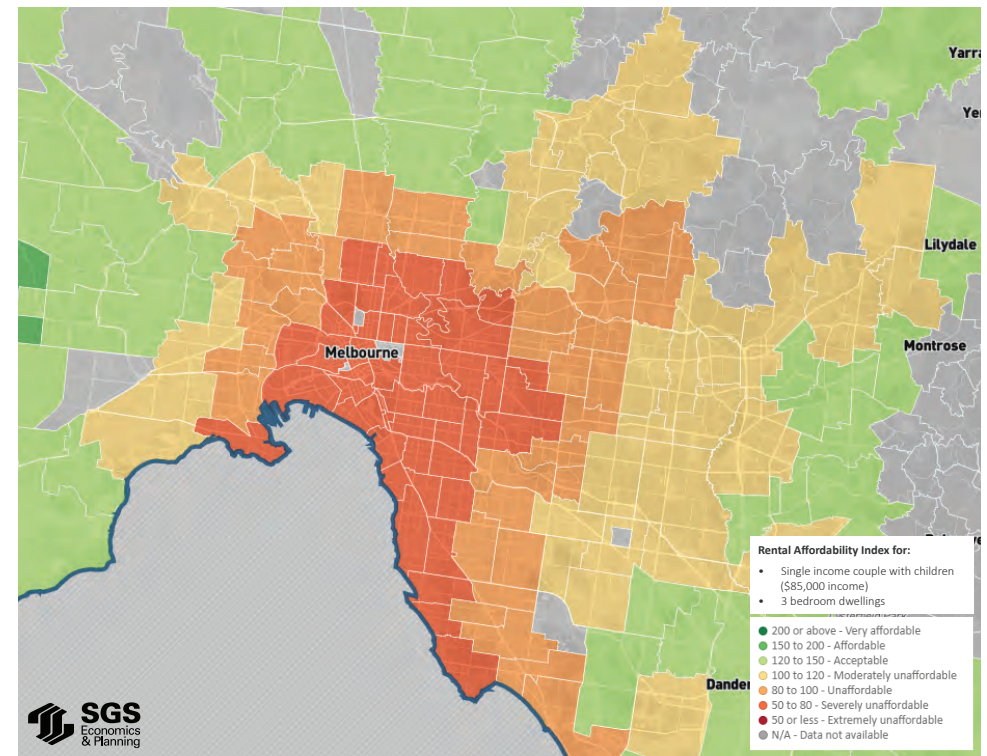 Yarra
Ye
Lilydale
Montrose
Melbourne
Dander
Rental Affordability Index for:
• Single income couple with children
($85,000 income)
• 3 bedroom dwellings
200 or above - Very affordable
150 to 200 - Affordable
120 to 150 - Acceptable
100 to 120 - Moderately unaffordable
80 to 100 - Unaffordable
50 to 80 - Severely unaffordable
50 or less - Extremely unaffordable
N/A - Data not available
SGS
Economics
& Planning